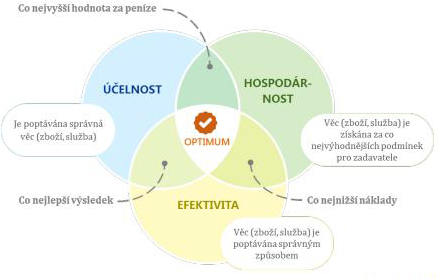 Co nejvyšší hodnota za peníze
ÚČELNOST
HOSPODÁR-
NOST
Je poptávána správná
věc (zboží, služba)
OPTIMUM
Věc (zboží, služba) je
získána za co
nejvýhodnějších podmínek
pro zadavatele
Co nejlepší výsledek
EFEKTIVITA
Co nejnižší náklady
Věc (zboží, služba) je
poptávána správným
způsobem